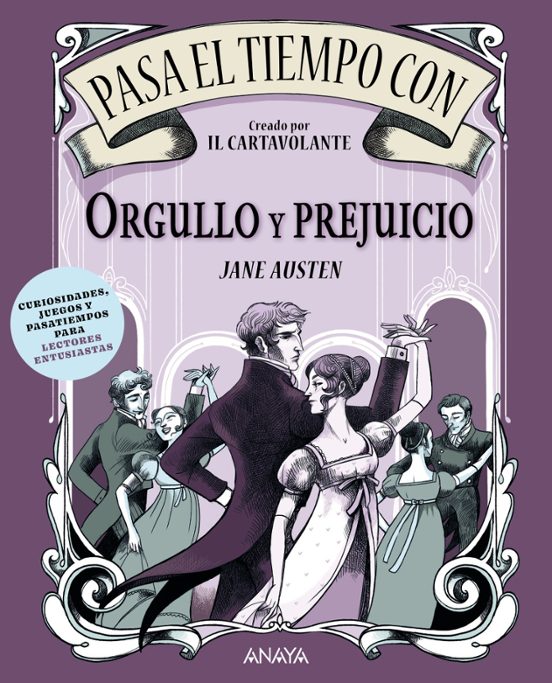 PASA EL TIEMPO CON
Creado por
IL CARTAVOLANTE
ORGULLO Y PREJUICIO
JANE AUSTEN
CURIOSIDADES,
JUEGOS Y
PASATIEMPOS
PARA
LECTORES
ENTUSIASTAS
ANAYA